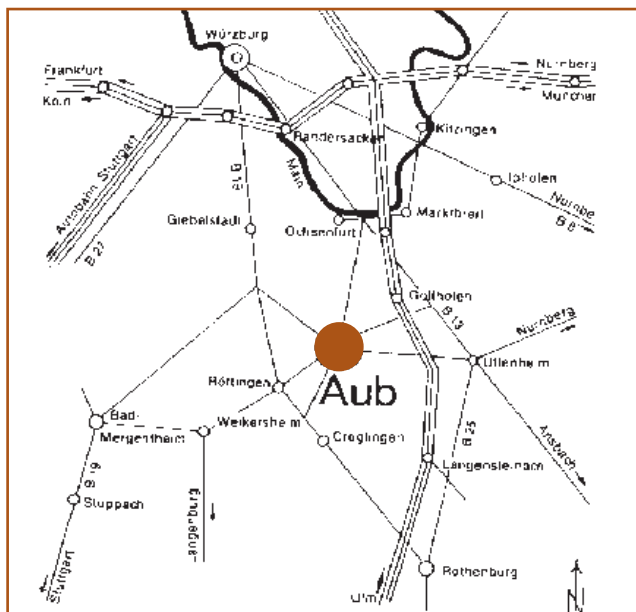 Würzburg
Frankfurt
Köln
Nürnberg
München
Randersacker
Kitzingen
Autobahn Stuttgart
B 19
Main
Iphofen
Nürnbe
B 8
B 27
Giebelstadt
Ochsenfurt
Marktbreit
Gollhofen
B 13
Nürnberg
Uffenheim
Aub
Röttingen
Bad-
Mergentheim
Weikersheim
Creglingen
B 25
Ansbach
Langensteinach
B 19
Stuppach
Langenburg
Stuttgart
Ulm
Rothenburg
N